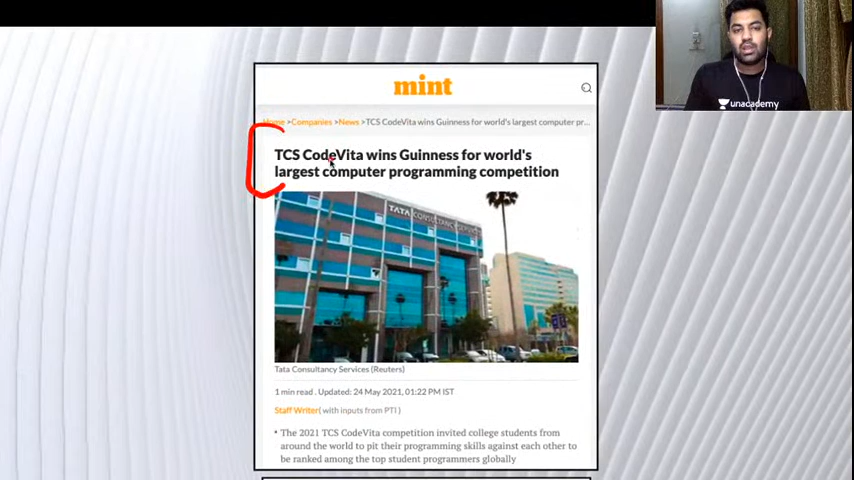 unacademy
mint
Home >Companies >News >TCS CodeVita wins Guinness for world's largest computer pr...
TCS CodeVita wins Guinness for world's
largest computer programming competition
TATA CONSULTANCY SERVICES
Tata Consultancy Services (Reuters)
1 min read . Updated: 24 May 2021, 01:22 PM IST
Staff Writer( with inputs from PTI )
• The 2021 TCS CodeVita competition invited college students from
around the world to pit their programming skills against each other to
be ranked among the top student programmers globally